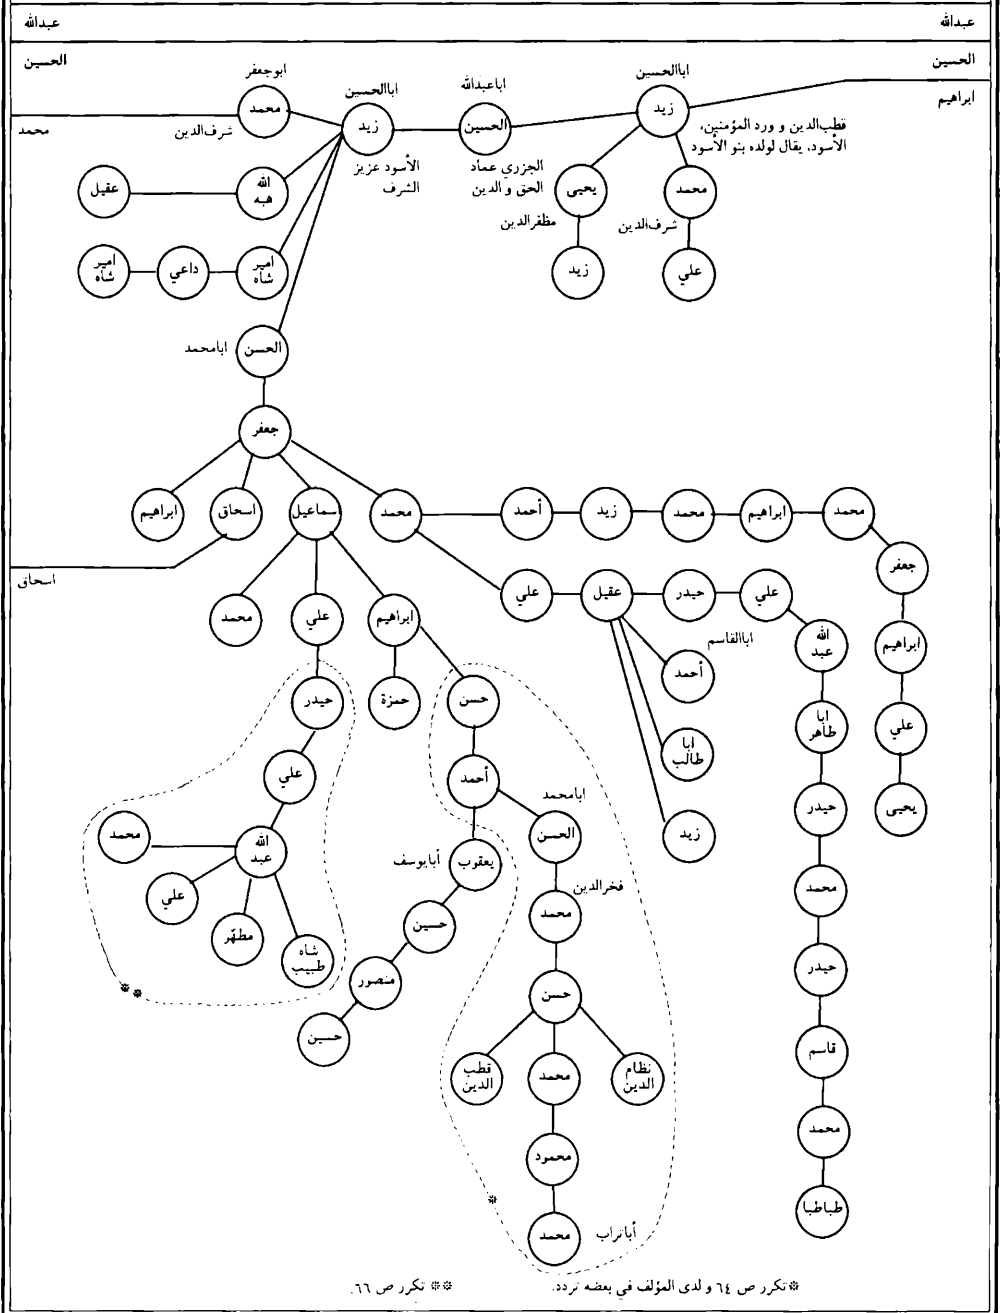 عبدالله
عبدالله
الحسين
الحسين
ابراهيم
محمد
اباالحسين
زيد
قطب‌الدين و ورد المؤمنين،
الأسود، يقال لولده بنو الأسود
اباعبدالله
الحسين
الجزري عماد
الحق و الدين
اباالحسين
زيد
الأسود عزيز
الشرف
ابوجعفر
محمد
شرف‌الدين
محمد
شرف‌الدين
علي
يحيى
مظفرالدين
زيد
الله
هبه
عقيل
امير
شاه
داعي
امير
شاه
الحسن
ابامحمد
جعفر
محمد
سماعيل
اسحاق
ابراهيم
اسحاق
أحمد
زيد
محمد
ابراهيم
محمد
جعفر
ابراهيم
علي
يحيى
علي
عقيل
حيدر
علي
الله
عبد
ابا
طاهر
حيدر
محمد
حيدر
قاسم
محمد
طباطبا
اباالقاسم
أحمد
ابا
طالب
زيد
ابراهيم
علي
محمد
حسن
حمزة
حيدر
أحمد
علي
ابامحمد
الحسن
الله
عبد
محمد
علي
مطهّر
شاه
طبيب
يعقوب
أبايوسف
حسين
منصور
حسين
فخرالدين
محمد
حسن
نظام
الدين
محمد
قطب
الدين
محمود
محمد
أباتراب
* تكرر ص ٦٤ و لدى المؤلف في بعضه تردد.
** تكرر ص ٦٦.